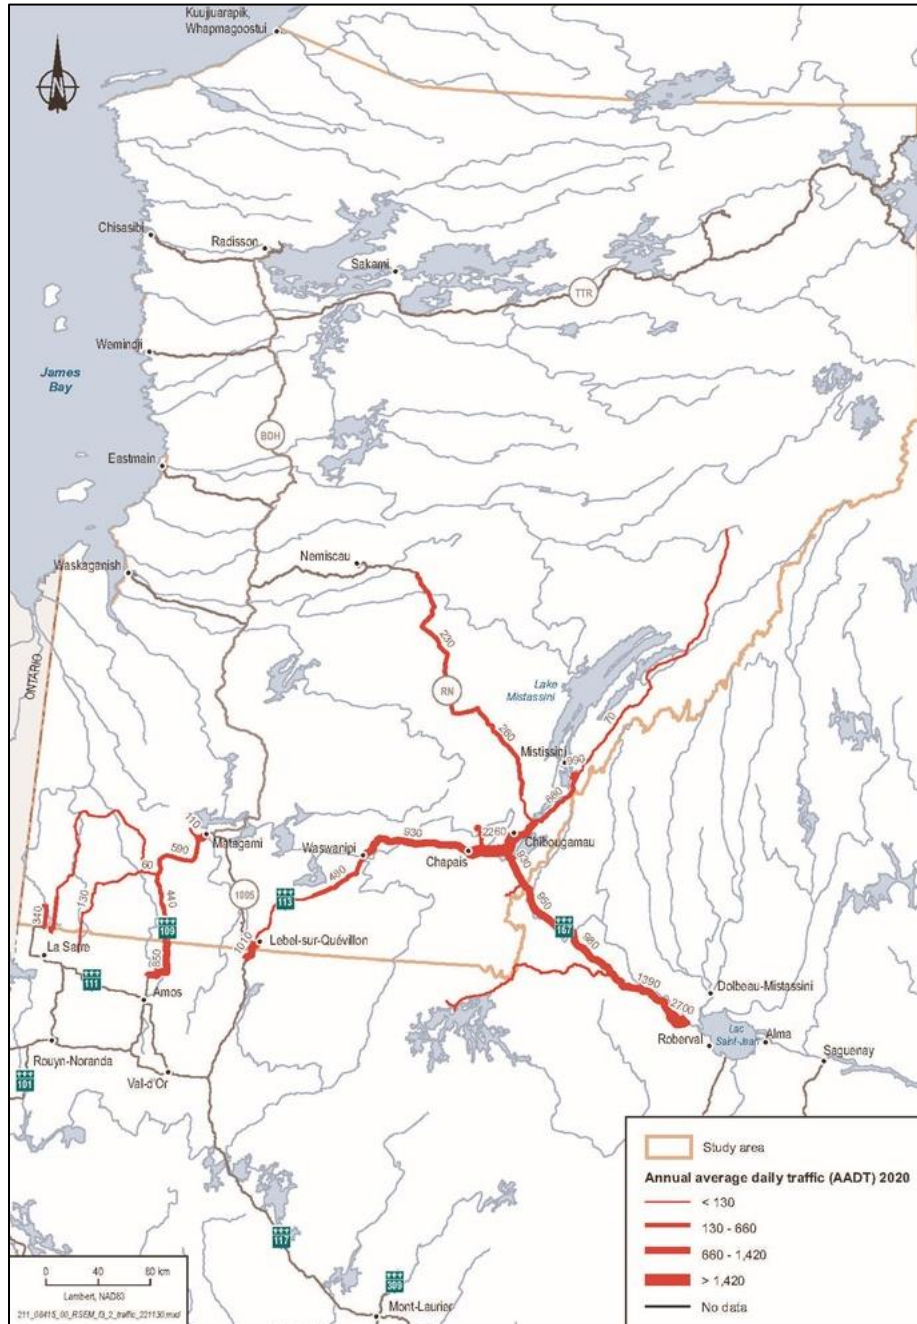 Kuujjuarapik,
Whapmagoostui
N
Chisasibi
Radisson
Sakami
TTR
Wemindji
James
Bay
BDH
Eastmain
Nemiscau
Waskaganish
ONTARIO
230
RN
Lake
Mistassini
260
70
Mistissini
990
660
110
Matagami
590
60
440
130
340
Waswanipi
930
480
2260
Chapais
Chibougamau
930
950
113
1005
109
167
1010
Lebel-sur-Quévillon
980
La Sarre
111
850
Amos
1390
2700
Dolbeau-Mistassini
Roberval
Lac
Saint-Jean
Alma
Saguenay
Rouyn-Noranda
101
Val-d'Or
117
309
Mont-Laurier
Study area
Annual average daily traffic (AADT) 2020
< 130
130 - 660
660 - 1,420
> 1,420
No data
0 40 80 km
Lambert, NAD83